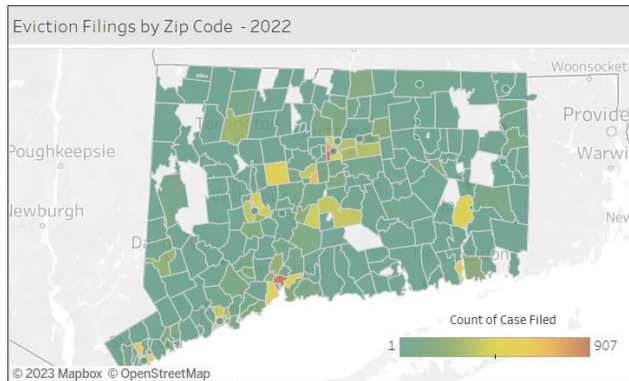 Eviction Filings by Zip Code - 2022
Woonsocket
Torrington
Provide
Poughkeepsie
Warwi
Newburgh
Count of Case Filed
1
907
© 2023 Mapbox © OpenStreetMap